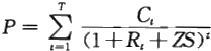 P = \sum_{t=1}^{T} \frac{C_t}{(1 + R_t + ZS)^t}